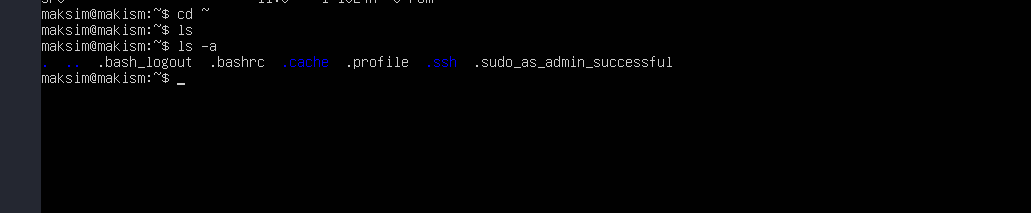 maksim@makism:~$ cd ~
maksim@makism:~$ ls
maksim@makism:~$ ls -a
. .. .bash_logout .bashrc .cache .profile .ssh .sudo_as_admin_successful
maksim@makism:~$ _